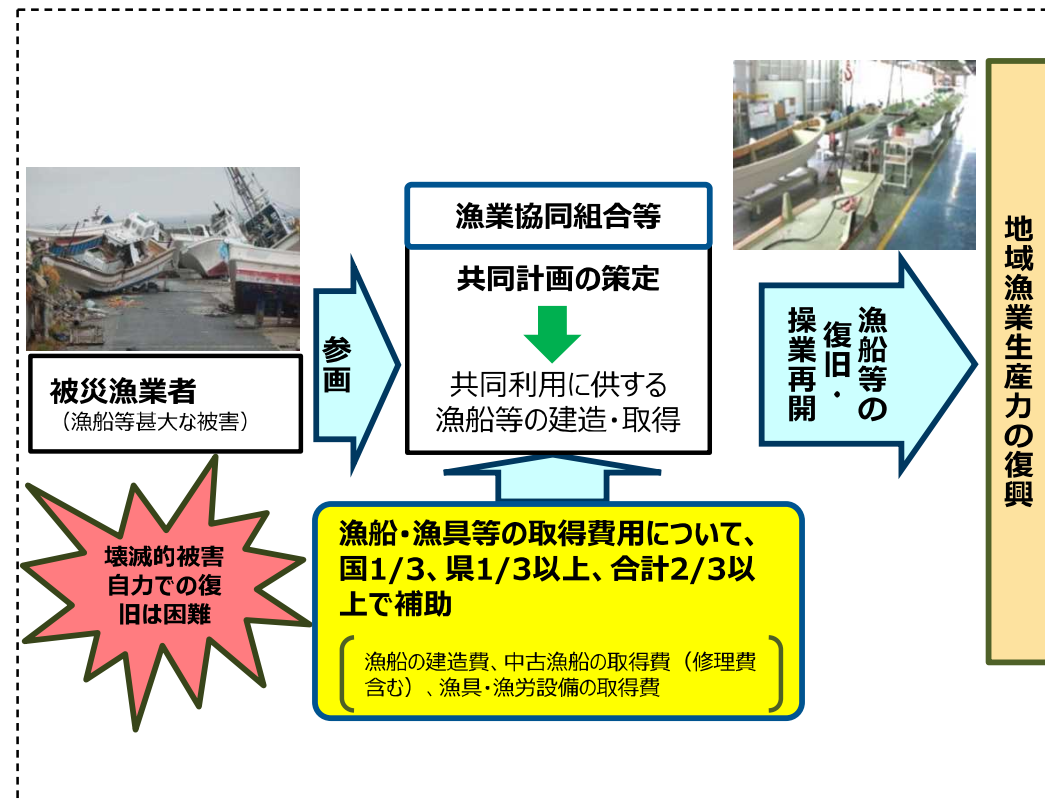 被災漁業者
（漁船等甚大な被害）
壊滅的被害
自力での復
旧は困難
参画
漁業協同組合等
共同計画の策定
共同利用に供する
漁船等の建造・取得
漁船・漁具等の取得費用について、
国1/3、県1/3以上、合計2/3以
上で補助
漁船の建造費、中古漁船の取得費（修理費
含む）、漁具・漁労設備の取得費
漁船等の
復旧・
操業再開
地域漁業生産力の復興